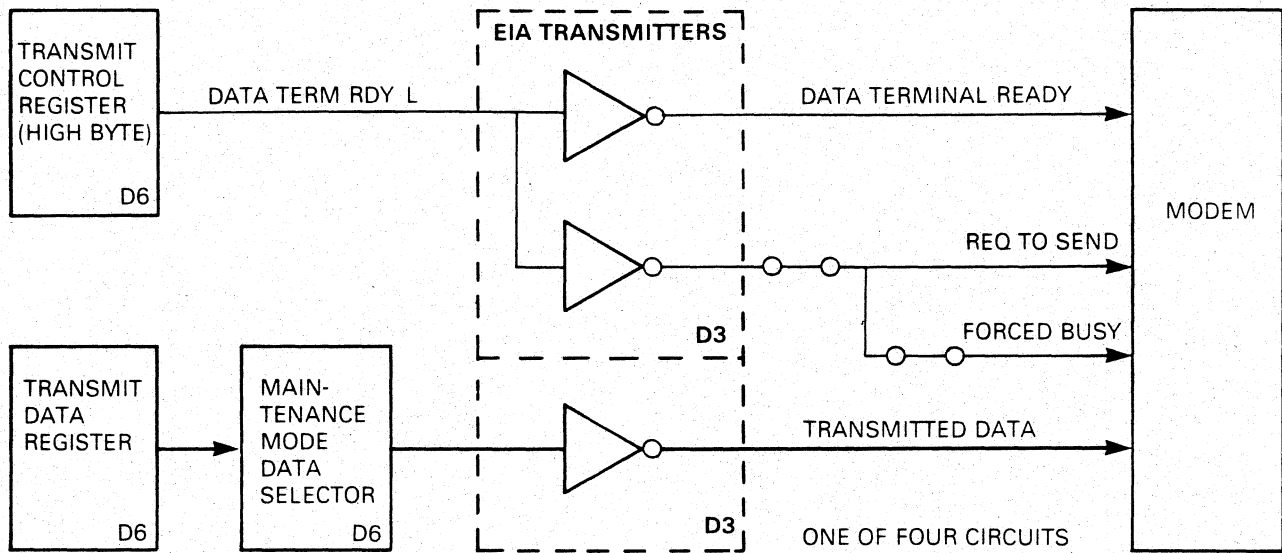 TRANSMIT
CONTROL
REGISTER
(HIGH BYTE)
D6
DATA TERM RDY L
EIA TRANSMITTERS
DATA TERMINAL READY
MODEM
REQ TO SEND
D3
FORCED BUSY
TRANSMIT
DATA
REGISTER
D6
MAIN-
TENANCE
MODE
DATA
SELECTOR
D6
TRANSMITTED DATA
D3
ONE OF FOUR CIRCUITS